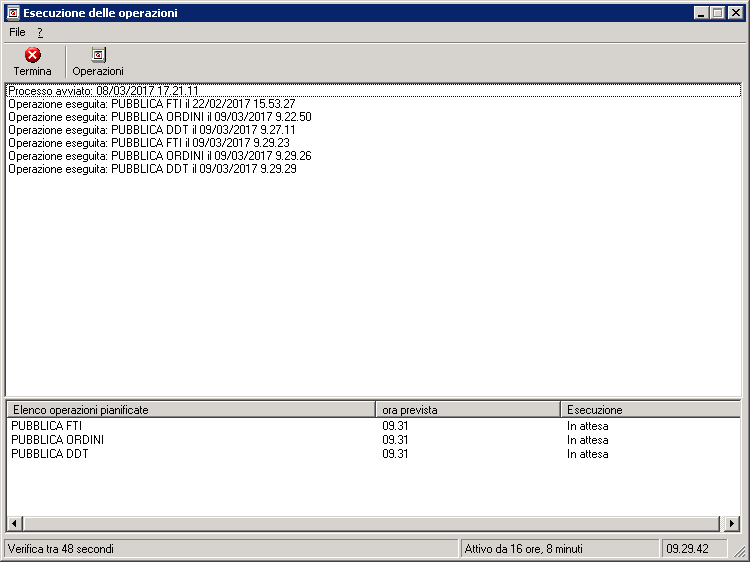 Esecuzione delle operazioni
File ?
Termina Operazioni
Processo avviato: 08/03/2017 17.21.11
Operazione eseguita: PUBBLICA FTI il 22/02/2017 15.53.27
Operazione eseguita: PUBBLICA ORDINI il 09/03/2017 9.22.50
Operazione eseguita: PUBBLICA DDT il 09/03/2017 9.27.11
Operazione eseguita: PUBBLICA FTI il 09/03/2017 9.29.23
Operazione eseguita: PUBBLICA ORDINI il 09/03/2017 9.29.26
Operazione eseguita: PUBBLICA DDT il 09/03/2017 9.29.29
Elenco operazioni pianificate ora prevista Esecuzione
PUBBLICA FTI 09.31 In attesa
PUBBLICA ORDINI 09.31 In attesa
PUBBLICA DDT 09.31 In attesa
Verifica tra 48 secondi Attivo da 16 ore, 8 minuti 09.29.42